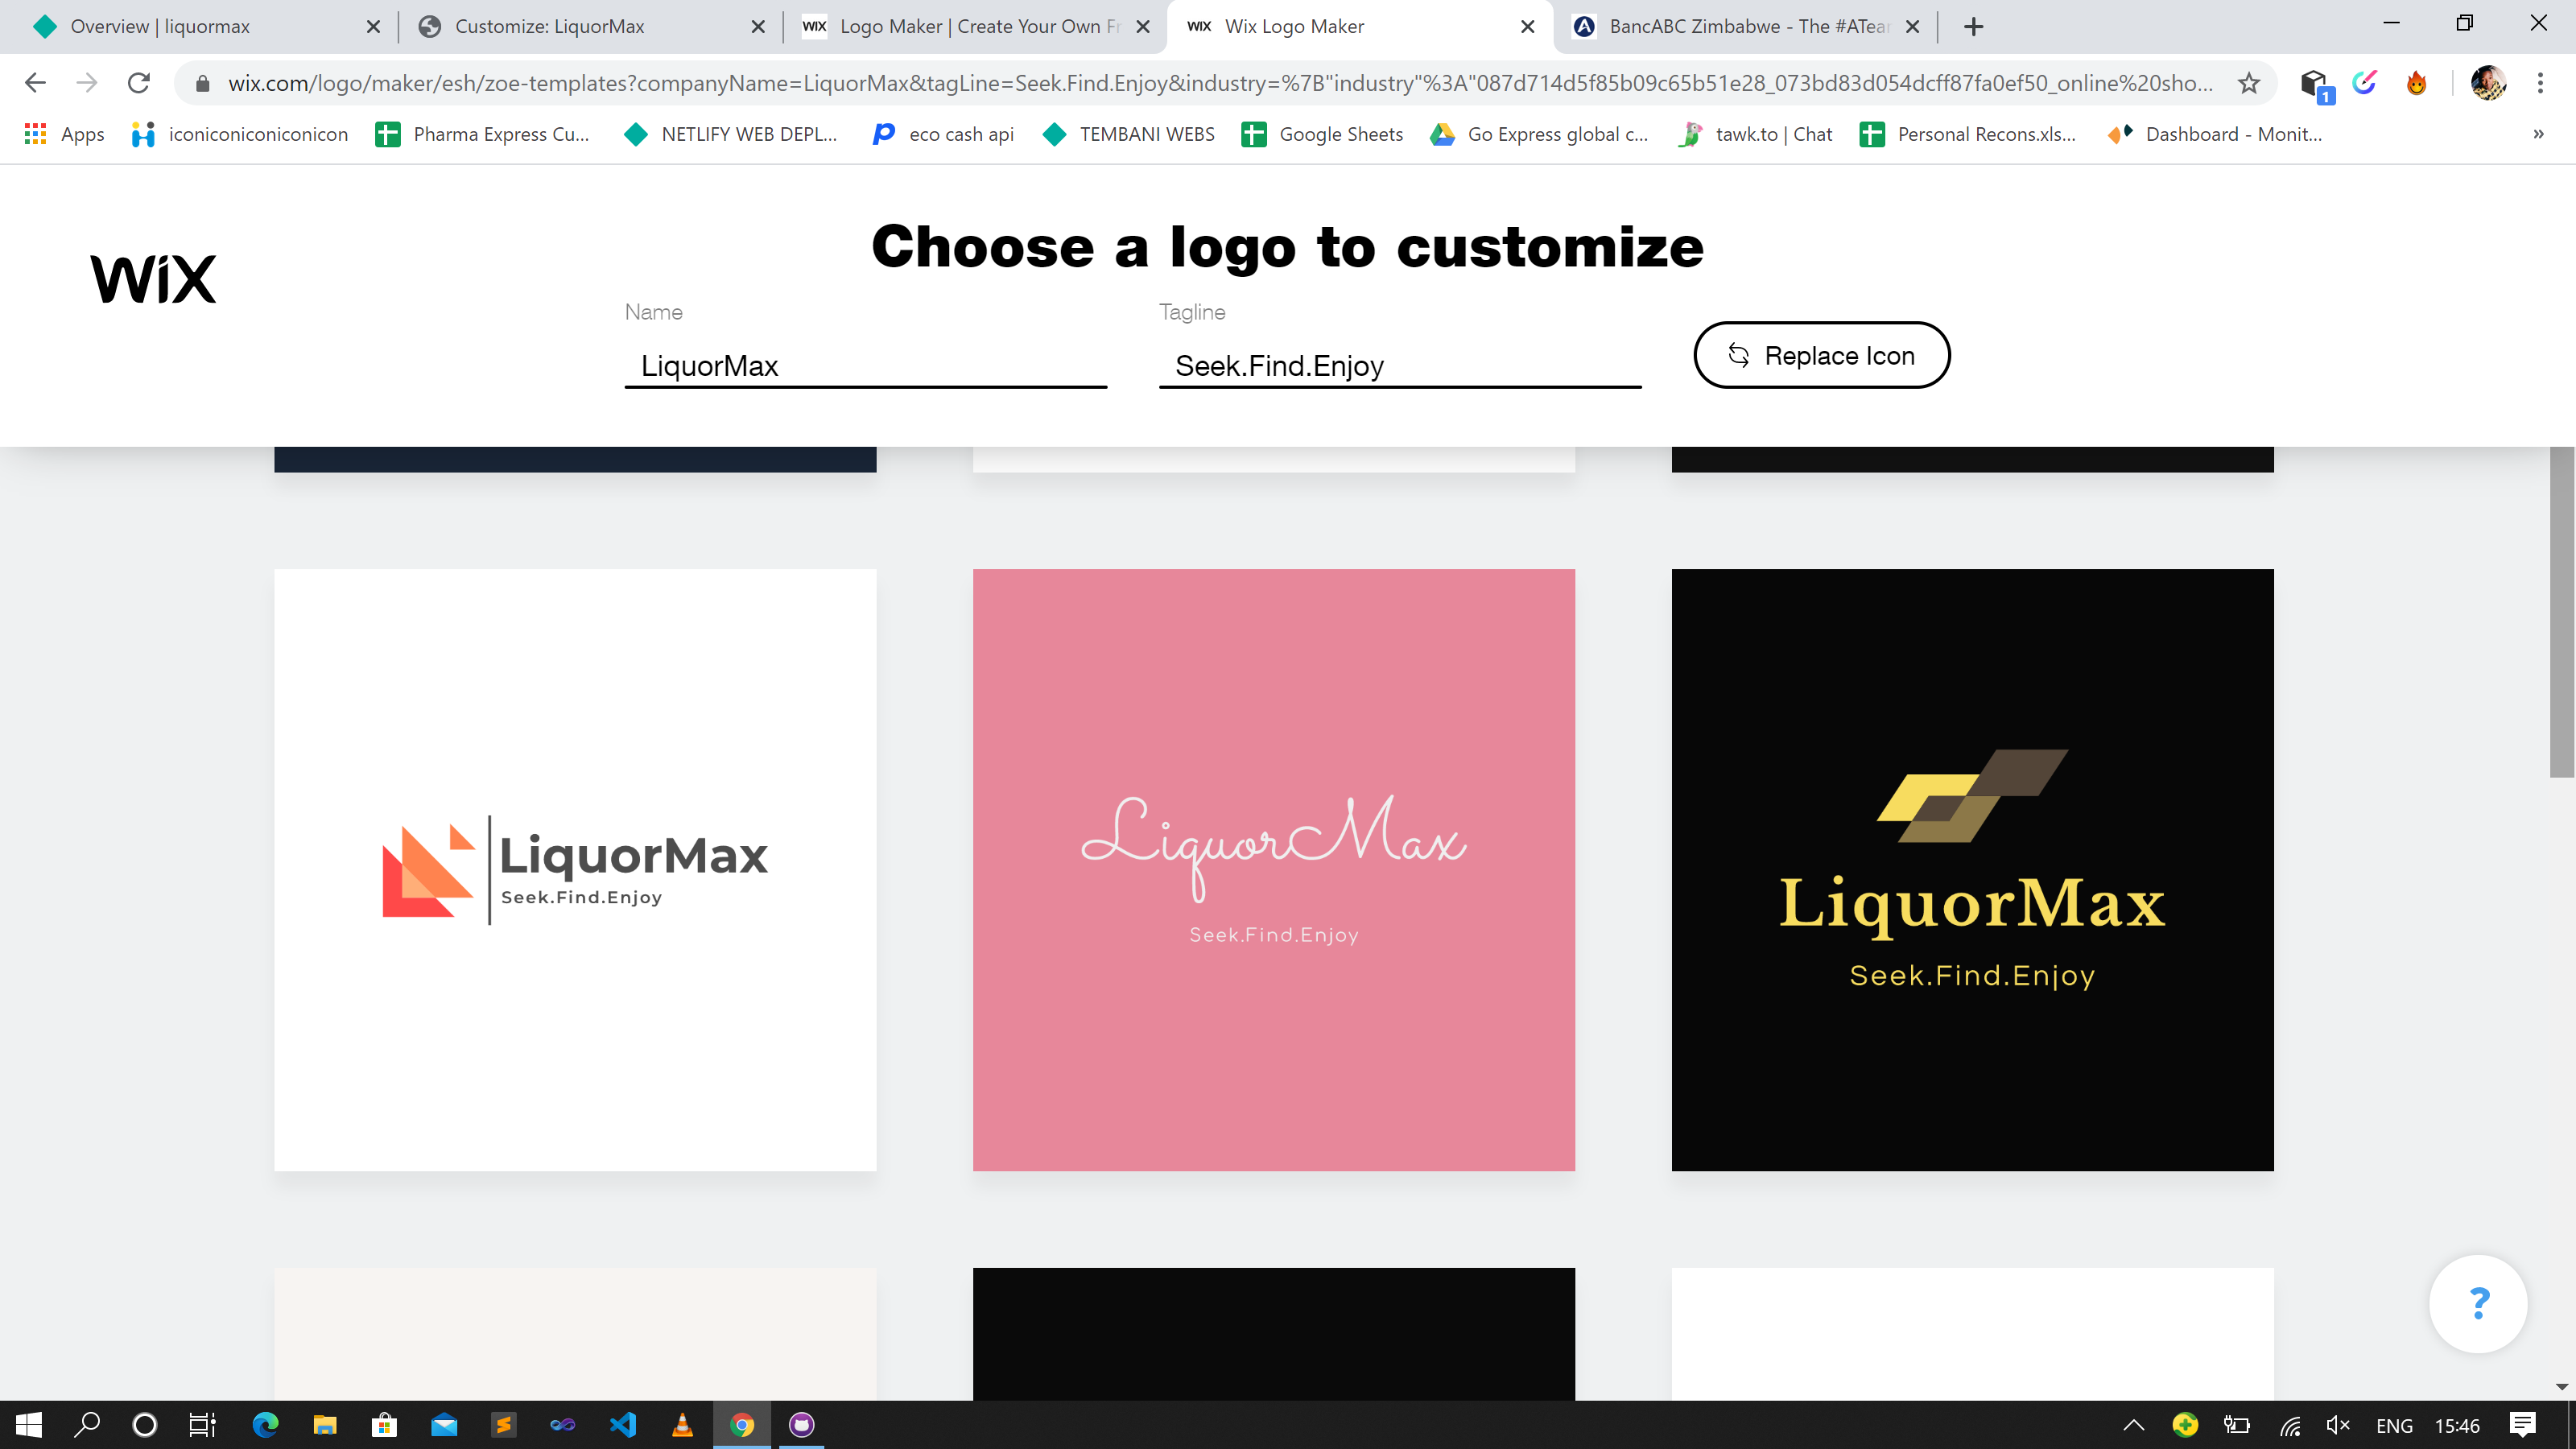 Overview | liquormax
Customize: LiquorMax
WIX Logo Maker | Create Your Own Fr
WIX Wix Logo Maker
BancABC Zimbabwe - The #ATear
wix.com/logo/maker/esh/zoe-templates?companyName=LiquorMax&tagLine=Seek.Find.Enjoy&industry=%7B"industry"%3A"087d714d5f85b09c65b51e28_073bd83d054dcff87fa0ef50_online%20sho...
1
Apps
iconiconiconiconicon
Pharma Express Cu...
NETLIFY WEB DEPL...
eco cash api
TEMBANI WEBS
Google Sheets
Go Express global c...
tawk.to | Chat
Personal Recons.xls...
Dashboard - Monit...
»
WiX
Choose a logo to customize
Name
LiquorMax
Tagline
Seek.Find.Enjoy
Replace Icon
LiquorMax
Seek.Find.Enjoy
LiquorMax
Seek.Find.Enjoy
LiquorMax
Seek.Find.Enjoy
?
ENG
15:46